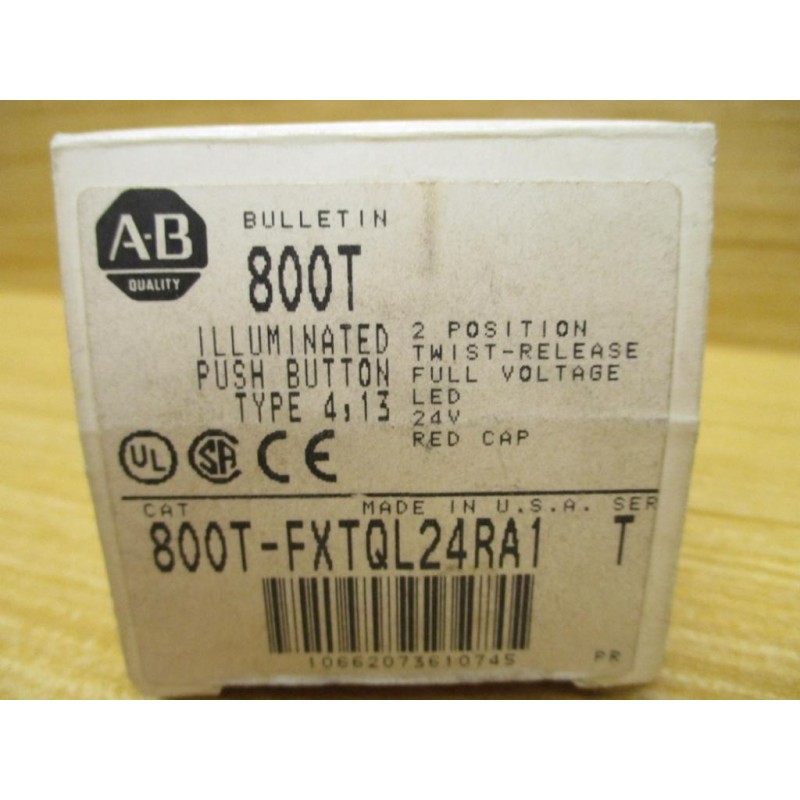 A-B
QUALITY
BULLETIN
800T
ILLUMINATED
PUSH BUTTON
TYPE 4,13
2 POSITION
TWIST-RELEASE
FULL VOLTAGE
LED
24V
RED CAP
UL
SA
CE
CAT
MADE IN U.S.A.
SER
800T-FXTQL24RA1
T
10662073610745
PR